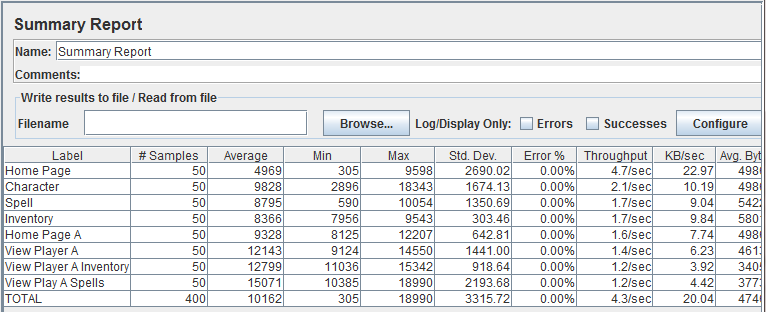 Summary Report
Name: Summary Report
Comments:
Write results to file / Read from file
Filename Browse... Log/Display Only: Errors Successes Configure
Label # Samples Average Min Max Std. Dev. Error % Throughput KB/sec Avg. Byt
Home Page 50 4969 305 9598 2690.02 0.00% 4.7/sec 22.97 498
Character 50 9828 2896 18343 1674.13 0.00% 2.1/sec 10.19 498
Spell 50 8795 590 10054 1350.69 0.00% 1.7/sec 9.04 542
Inventory 50 8366 7956 9543 303.46 0.00% 1.7/sec 9.84 580
Home Page A 50 9328 8125 12207 642.81 0.00% 1.6/sec 7.74 498
View Player A 50 12143 9124 14550 1441.00 0.00% 1.4/sec 6.23 461
View Player A Inventory 50 12799 11036 15342 918.64 0.00% 1.2/sec 3.92 340
View Play A Spells 50 15071 10385 18990 2193.68 0.00% 1.2/sec 4.42 377
TOTAL 400 10162 305 18990 3315.72 0.00% 4.3/sec 20.04 474